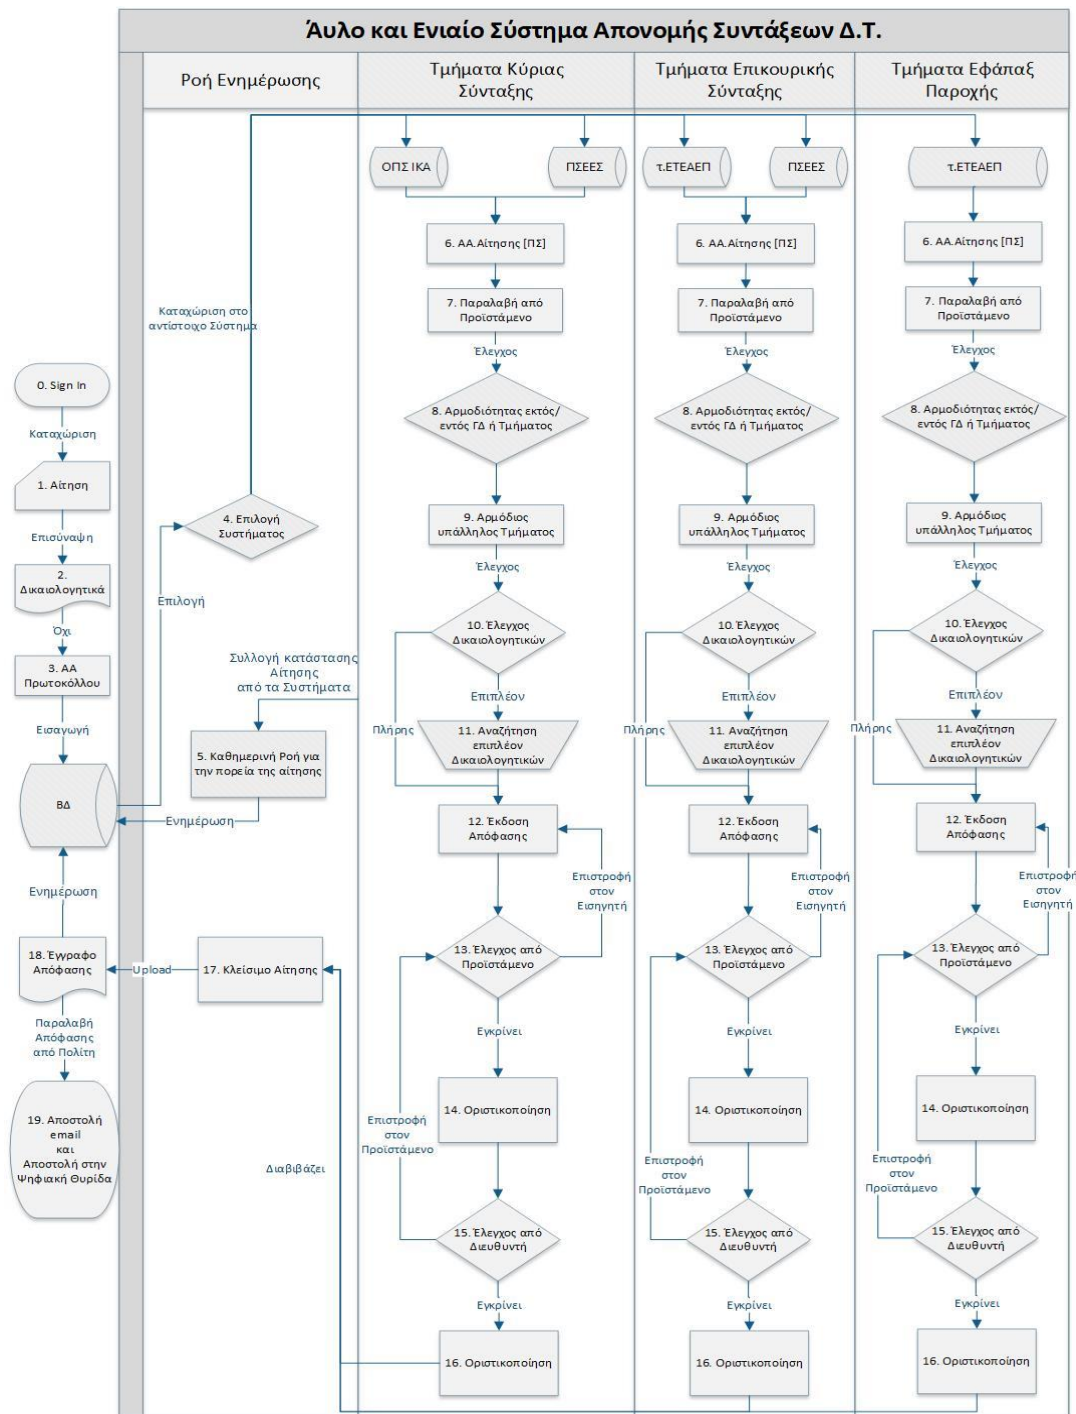 Άυλο και Ενιαίο Σύστημα Απονομής Συντάξεων Δ.Τ.
Ροή Ενημέρωσης
Τμήματα Κύριας
Σύνταξης
Τμήματα Επικουρικής
Σύνταξης
Τμήματα Εφάπαξ
Παροχής
0. Sign In
Καταχώριση
1. Αίτηση
Επισύναψη
2.
Δικαιολογητικά
Όχι
3. ΑΑ
Πρωτοκόλλου
Εισαγωγή
ΒΔ
Ενημέρωση
18. Έγγραφο
Απόφασης
Παραλαβή
Απόφασης
από Πολίτη
19. Αποστολή
email
και
Αποστολή στην
Ψηφιακή Θυρίδα
Καταχώριση στο
αντίστοιχο Σύστημα
4. Επιλογή
Συστήματος
Επιλογή
Συλλογή κατάστασης
Αίτησης
από τα Συστήματα
5. Καθημερινή Ροή για
την πορεία της αίτησης
Ενημέρωση
17. Κλείσιμο Αίτησης
Upload
Διαβιβάζει
ΟΠΣ ΙΚΑ
ΠΣΕΕΣ
6. ΑΑ.Αίτησης [ΠΣ]
7. Παραλαβή από
Προϊστάμενο
Έλεγχος
8. Αρμοδιότητας εκτός/
εντός ΓΔ ή Τμήματος
9. Αρμόδιος
υπάλληλος Τμήματος
Έλεγχος
10. Έλεγχος
Δικαιολογητικών
Επιπλέον
Πλήρης
11. Αναζήτηση
επιπλέον
Δικαιολογητικών
12. Έκδοση
Απόφασης
Επιστροφή
στον
Εισηγητή
13. Έλεγχος από
Προϊστάμενο
Εγκρίνει
14. Οριστικοποίηση
Επιστροφή
στον
Προϊστάμενο
15. Έλεγχος από
Διευθυντή
Εγκρίνει
16. Οριστικοποίηση
τ.ΕΤΕΑΕΠ
ΠΣΕΕΣ
6. ΑΑ.Αίτησης [ΠΣ]
7. Παραλαβή από
Προϊστάμενο
Έλεγχος
8. Αρμοδιότητας εκτός/
εντός ΓΔ ή Τμήματος
9. Αρμόδιος
υπάλληλος Τμήματος
Έλεγχος
10. Έλεγχος
Δικαιολογητικών
Επιπλέον
Πλήρης
11. Αναζήτηση
επιπλέον
Δικαιολογητικών
12. Έκδοση
Απόφασης
Επιστροφή
στον
Εισηγητή
13. Έλεγχος από
Προϊστάμενο
Εγκρίνει
14. Οριστικοποίηση
Επιστροφή
στον
Προϊστάμενο
15. Έλεγχος από
Διευθυντή
Εγκρίνει
16. Οριστικοποίηση
τ.ΕΤΕΑΕΠ
6. ΑΑ.Αίτησης [ΠΣ]
7. Παραλαβή από
Προϊστάμενο
Έλεγχος
8. Αρμοδιότητας εκτός/
εντός ΓΔ ή Τμήματος
9. Αρμόδιος
υπάλληλος Τμήματος
Έλεγχος
10. Έλεγχος
Δικαιολογητικών
Επιπλέον
Πλήρης
11. Αναζήτηση
επιπλέον
Δικαιολογητικών
12. Έκδοση
Απόφασης
Επιστροφή
στον
Εισηγητή
13. Έλεγχος από
Προϊστάμενο
Εγκρίνει
14. Οριστικοποίηση
Επιστροφή
στον
Προϊστάμενο
15. Έλεγχος από
Διευθυντή
Εγκρίνει
16. Οριστικοποίηση